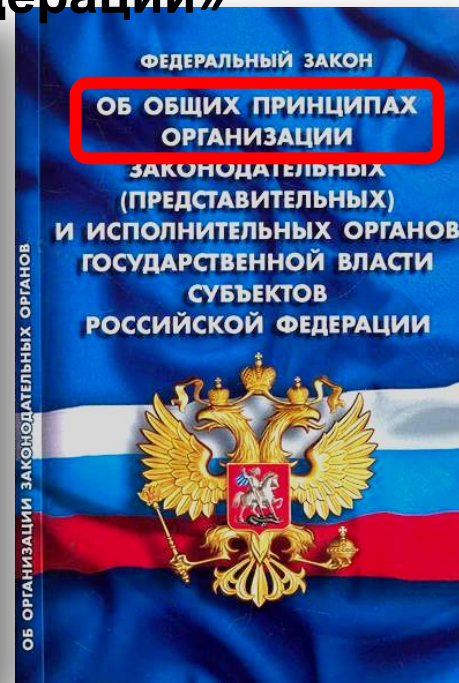 дерации»
ФЕДЕРАЛЬНЫЙ ЗАКОН
ОБ ОБЩИХ ПРИНЦИПАХ
ОРГАНИЗАЦИИ
ЗАКОНОДАТЕЛЬНЫХ
(ПРЕДСТАВИТЕЛЬНЫХ)
И ИСПОЛНИТЕЛЬНЫХ ОРГАНОВ
ГОСУДАРСТВЕННОЙ ВЛАСТИ
СУБЪЕКТОВ
РОССИЙСКОЙ ФЕДЕРАЦИИ
ОБ ОРГАНИЗАЦИИ ЗАКОНОДАТЕЛЬНЫХ ОРГАНОВ